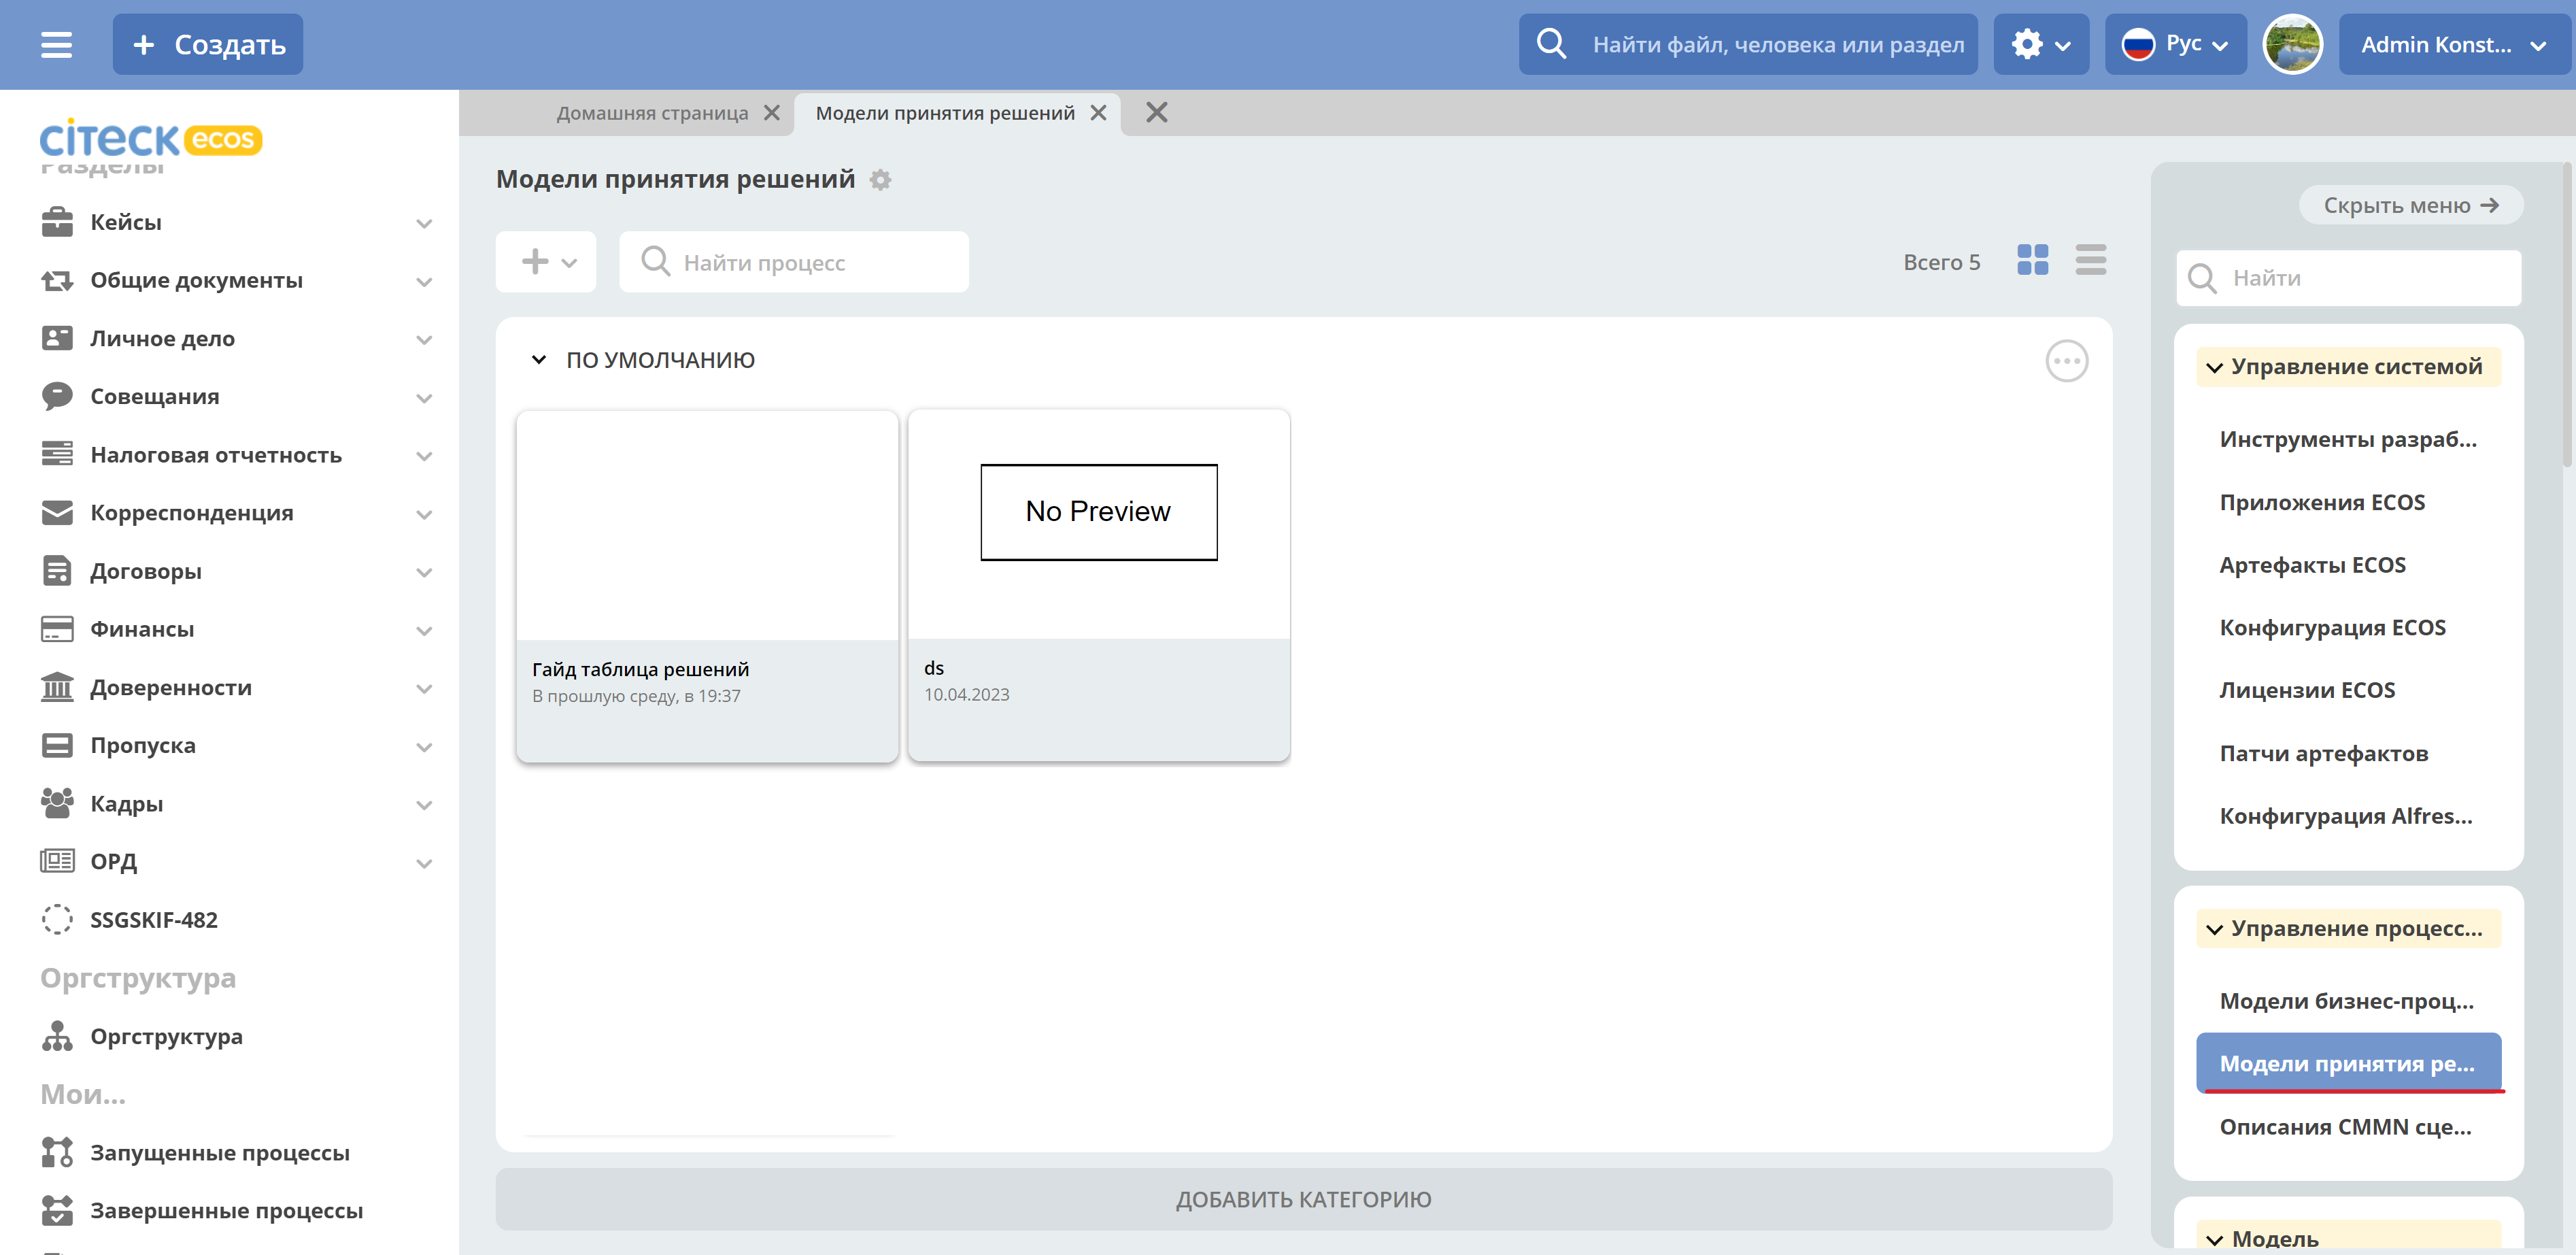 Создать
Найти файл, человека или раздел
Рус
Admin Konst...
citeck ecos
Разделы
Кейсы
Общие документы
Личное дело
Совещания
Налоговая отчетность
Корреспонденция
Договоры
Финансы
Доверенности
Пропуска
Кадры
ОРД
SSGSKIF-482
Оргструктура
Оргструктура
Мои...
Запущенные процессы
Завершенные процессы
Домашняя страница
Модели принятия решений
Модели принятия решений
Найти процесс
Всего 5
ПО УМОЛЧАНИЮ
Гайд таблица решений
В прошлую среду, в 19:37
No Preview
ds
10.04.2023
ДОБАВИТЬ КАТЕГОРИЮ
Скрыть меню
Найти
Управление системой
Инструменты разраб...
Приложения ECOS
Артефакты ECOS
Конфигурация ECOS
Лицензии ECOS
Патчи артефактов
Конфигурация Alfres...
Управление процесс...
Модели бизнес-проц...
Модели принятия ре...
Описания CMMN сце...
Модель